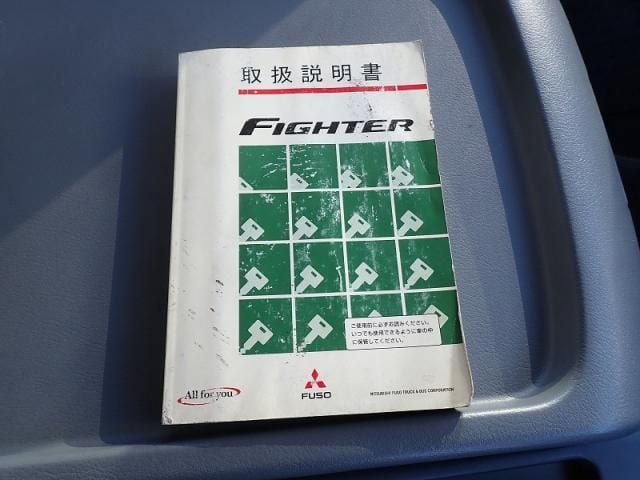 取扱説明書
FIGHTER
ご使用前に必ずお読みください。
いつでも使用できるように車の中
に保管してください。
All for you
FUSO
MITSUBISHI FUSO TRUCK & BUS CORPORATION